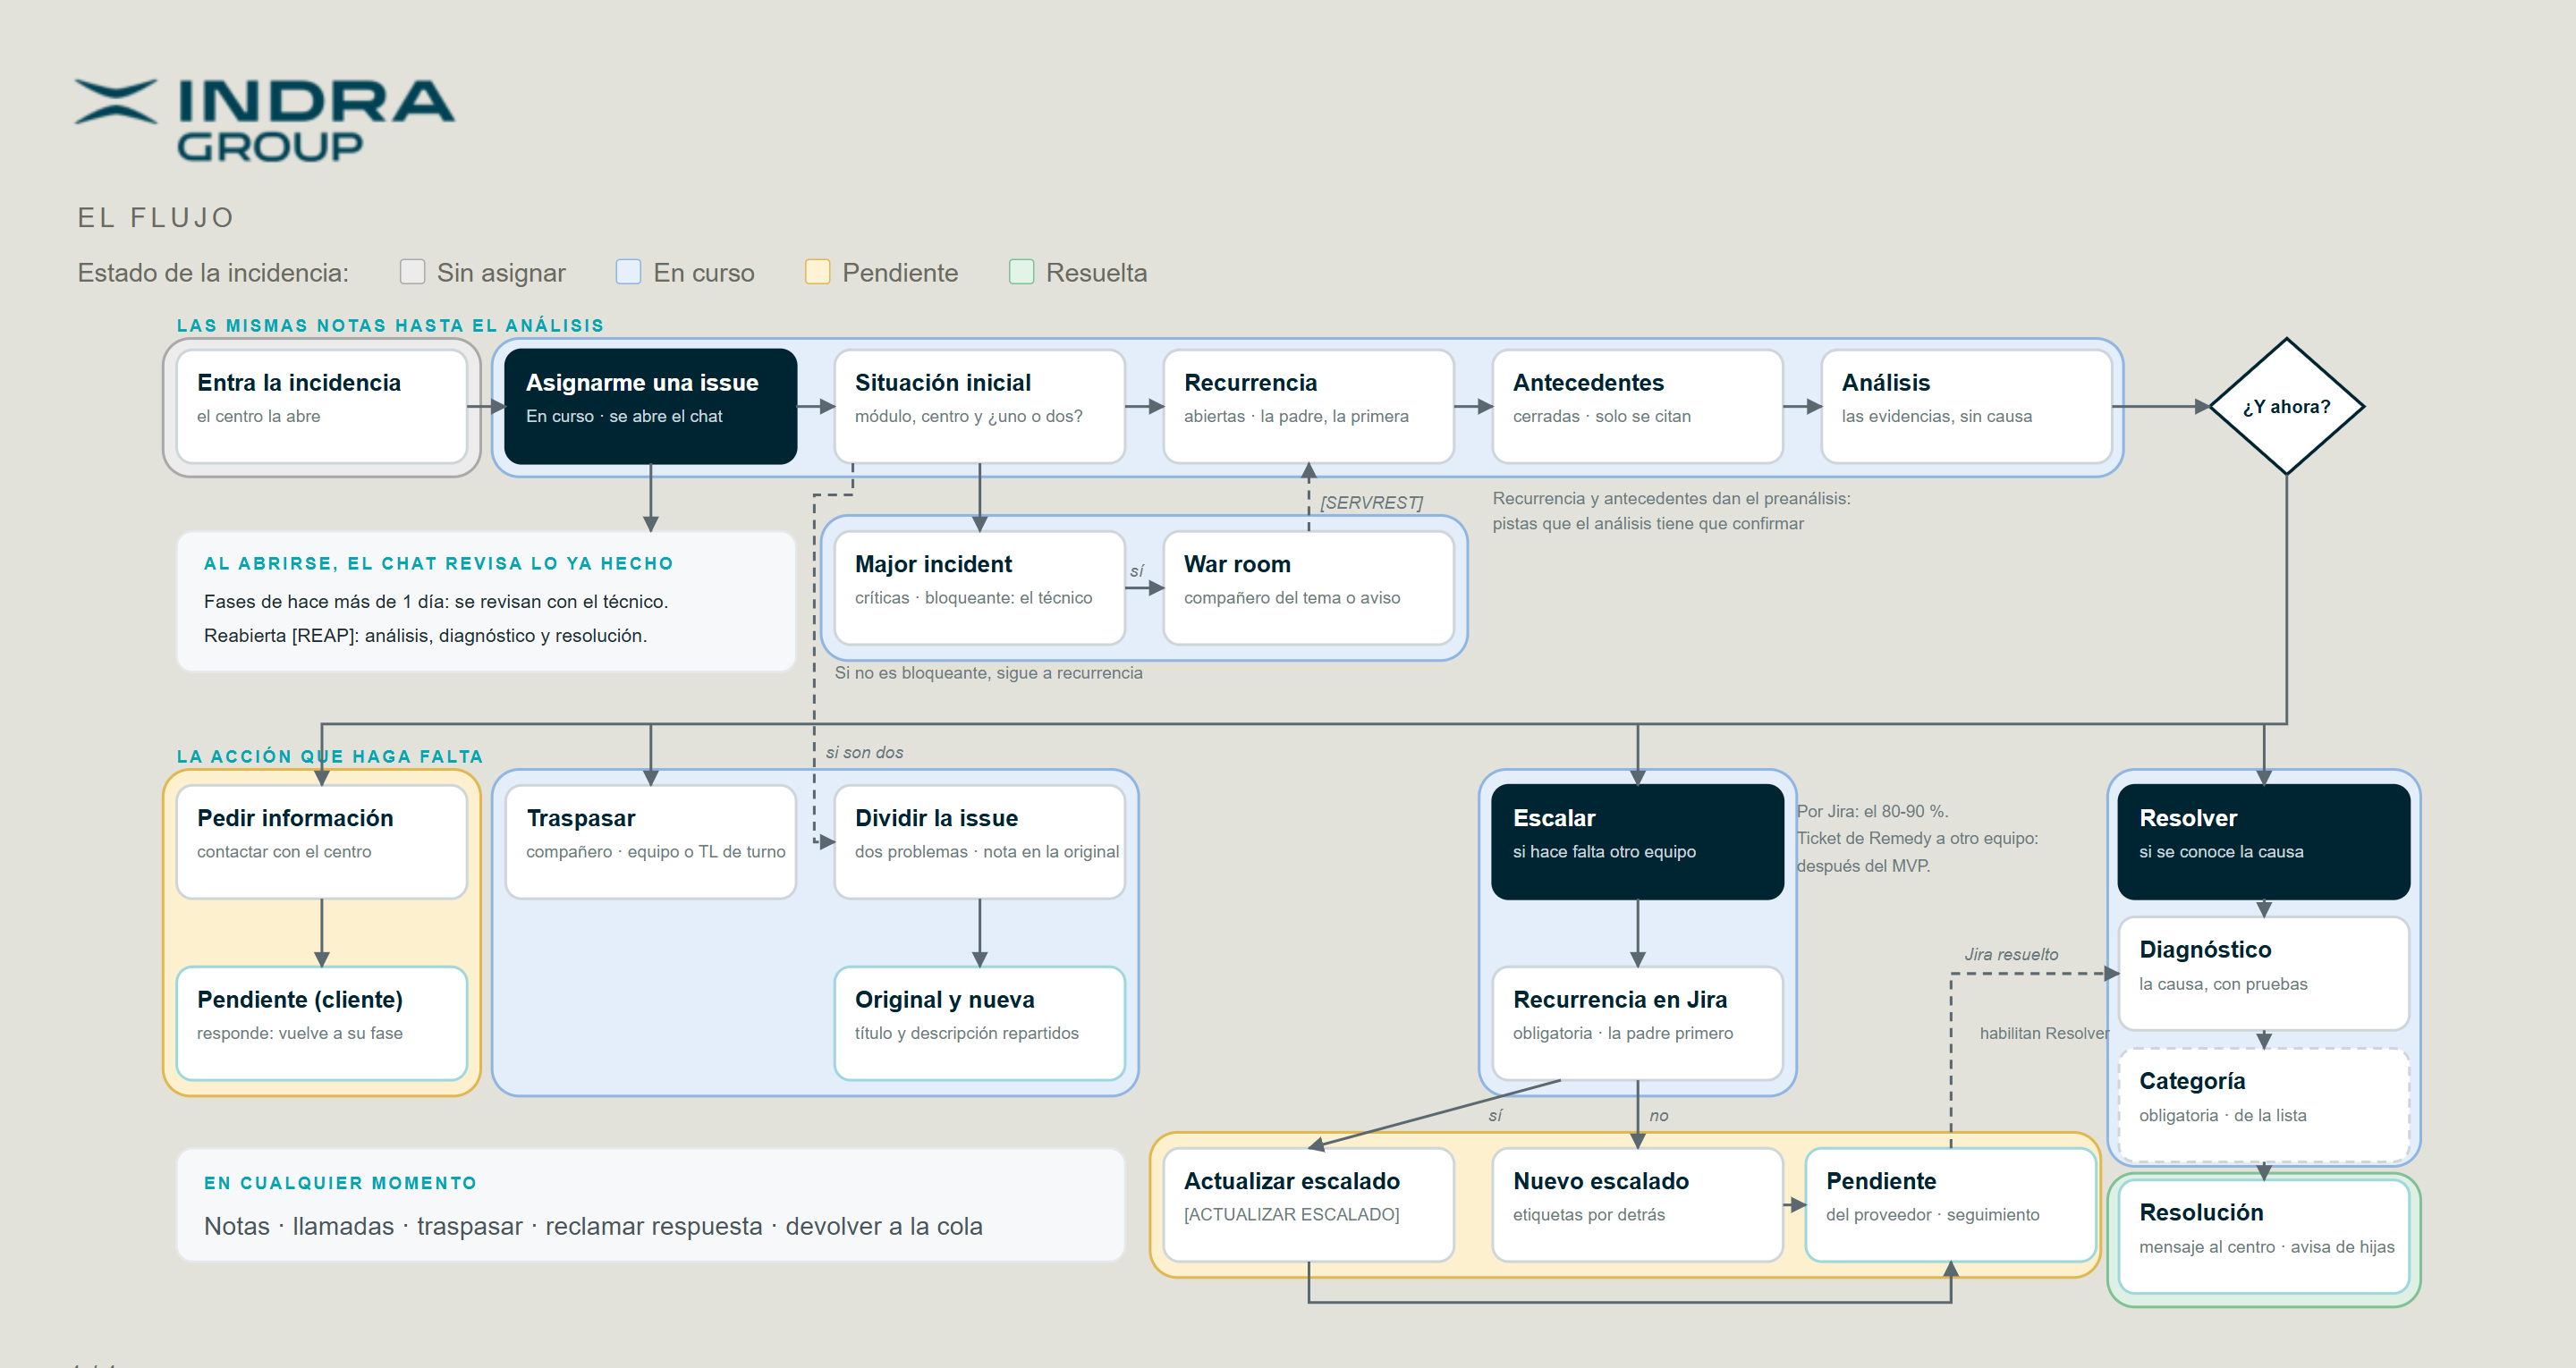 INDRA
GROUP
EL FLUJO
Estado de la incidencia:
Sin asignar
En curso
Pendiente
Resuelta
LAS MISMAS NOTAS HASTA EL ANÁLISIS
Entra la incidencia
el centro la abre
Asignarme una issue
En curso · se abre el chat
Situación inicial
módulo, centro y ¿uno o dos?
Recurrencia
abiertas · la padre, la primera
Antecedentes
cerradas · solo se citan
Análisis
las evidencias, sin causa
¿Y ahora?
[SERVREST]
Recurrencia y antecedentes dan el preanálisis:
pistas que el análisis tiene que confirmar
AL ABRIRSE, EL CHAT REVISA LO YA HECHO
Fases de hace más de 1 día: se revisan con el técnico.
Reabierta [REAP]: análisis, diagnóstico y resolución.
Major incident
críticas · bloqueante: el técnico
sí
War room
compañero del tema o aviso
Si no es bloqueante, sigue a recurrencia
LA ACCIÓN QUE HAGA FALTA
si son dos
Pedir información
contactar con el centro
Traspasar
compañero · equipo o TL de turno
Dividir la issue
dos problemas · nota en la original
Escalar
si hace falta otro equipo
Por Jira: el 80-90 %.
Ticket de Remedy a otro equipo:
después del MVP.
Resolver
si se conoce la causa
Pendiente (cliente)
responde: vuelve a su fase
Original y nueva
título y descripción repartidos
Recurrencia en Jira
obligatoria · la padre primero
Jira resuelto
Diagnóstico
la causa, con pruebas
habilitan Resolver
Categoría
obligatoria · de la lista
sí
no
EN CUALQUIER MOMENTO
Notas · llamadas · traspasar · reclamar respuesta · devolver a la cola
Actualizar escalado
[ACTUALIZAR ESCALADO]
Nuevo escalado
etiquetas por detrás
Pendiente
del proveedor · seguimiento
Resolución
mensaje al centro · avisa de hijas